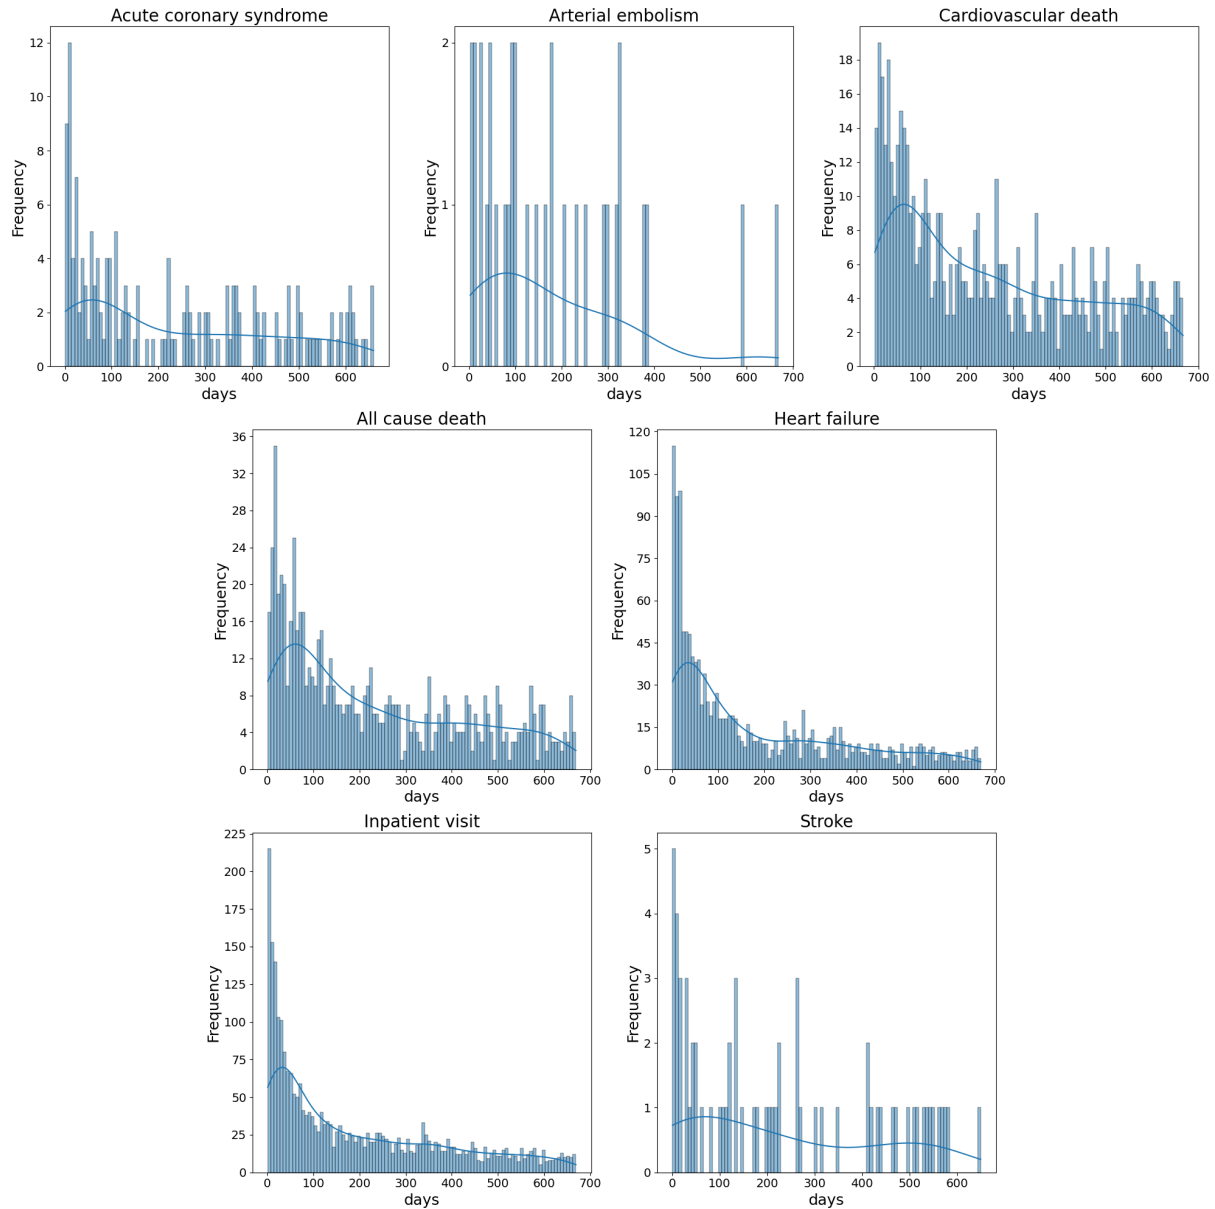 Acute coronary syndrome
12
10
8
6
4
2
0
Frequency
0 100 200 300 400 500 600
days
Arterial embolism
2
1
0
Frequency
0 100 200 300 400 500 600 700
days
Cardiovascular death
18
16
14
12
10
8
6
4
2
0
Frequency
0 100 200 300 400 500 600 700
days
All cause death
36
32
28
24
20
16
12
8
4
0
Frequency
0 100 200 300 400 500 600 700
days
Heart failure
120
105
90
75
60
45
30
15
0
Frequency
0 100 200 300 400 500 600 700
days
Inpatient visit
225
200
175
150
125
100
75
50
25
0
Frequency
0 100 200 300 400 500 600 700
days
Stroke
5
4
3
2
1
0
Frequency
0 100 200 300 400 500 600
days